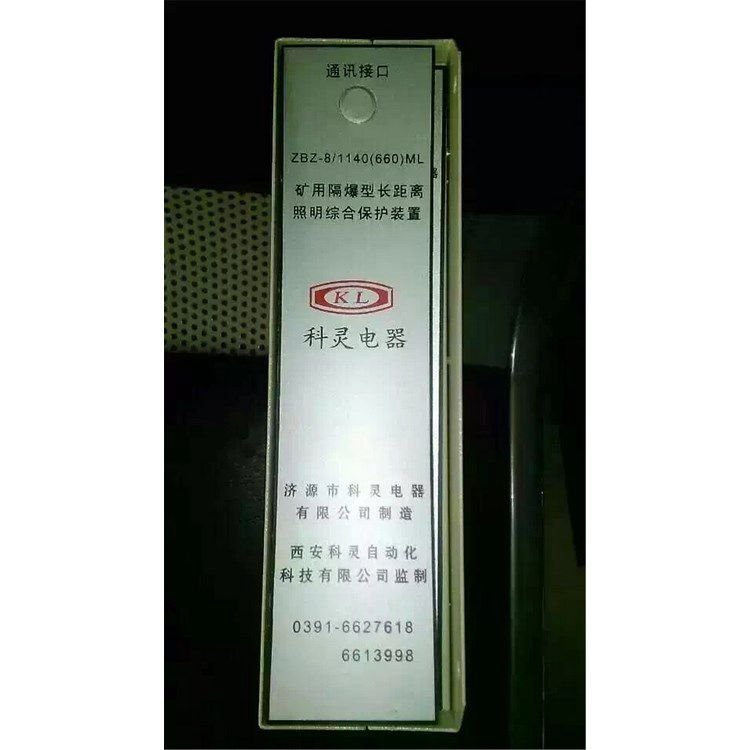 通讯接口
ZBZ-8/1140(660)ML
矿用隔爆型长距离
照明综合保护装置
KL
科灵电器
济源市科灵电器
有限公司制造
西安科灵自动化
科技有限公司监制
0391-6627618
6613998
器